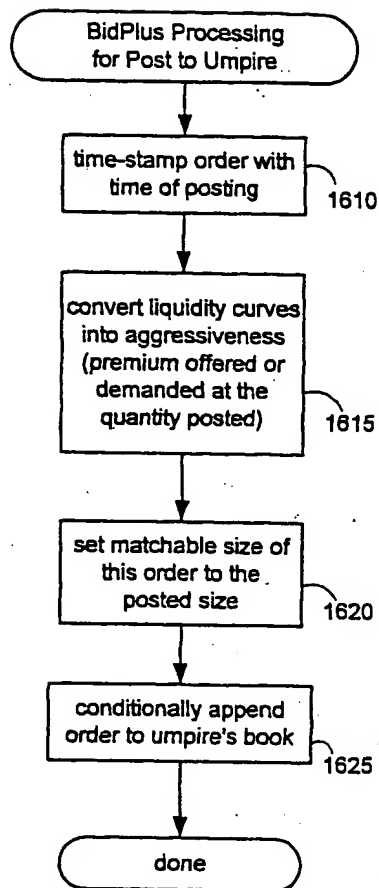 BidPlus Processing
for Post to Umpire
time-stamp order with
time of posting
1610
convert liquidity curves
into aggressiveness
(premium offered or
demanded at the
quantity posted)
1615
set matchable size of
this order to the
posted size
1620
conditionally append
order to umpire's book
1625
done